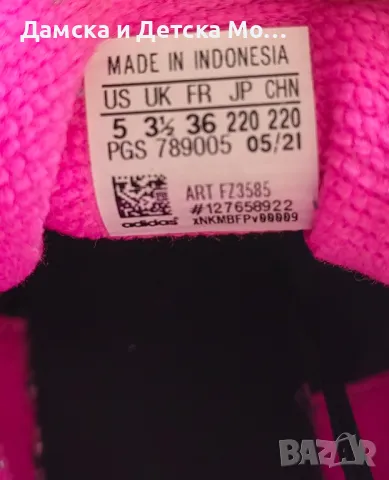 Дамска и Детска Мо...
MADE IN INDONESIA
US UK FR JP CHN
5 3½ 36 220 220
PGS 789005 05/21
ART FZ3585
#127658922
xNKMBFPv00009
adidas
BAZAR